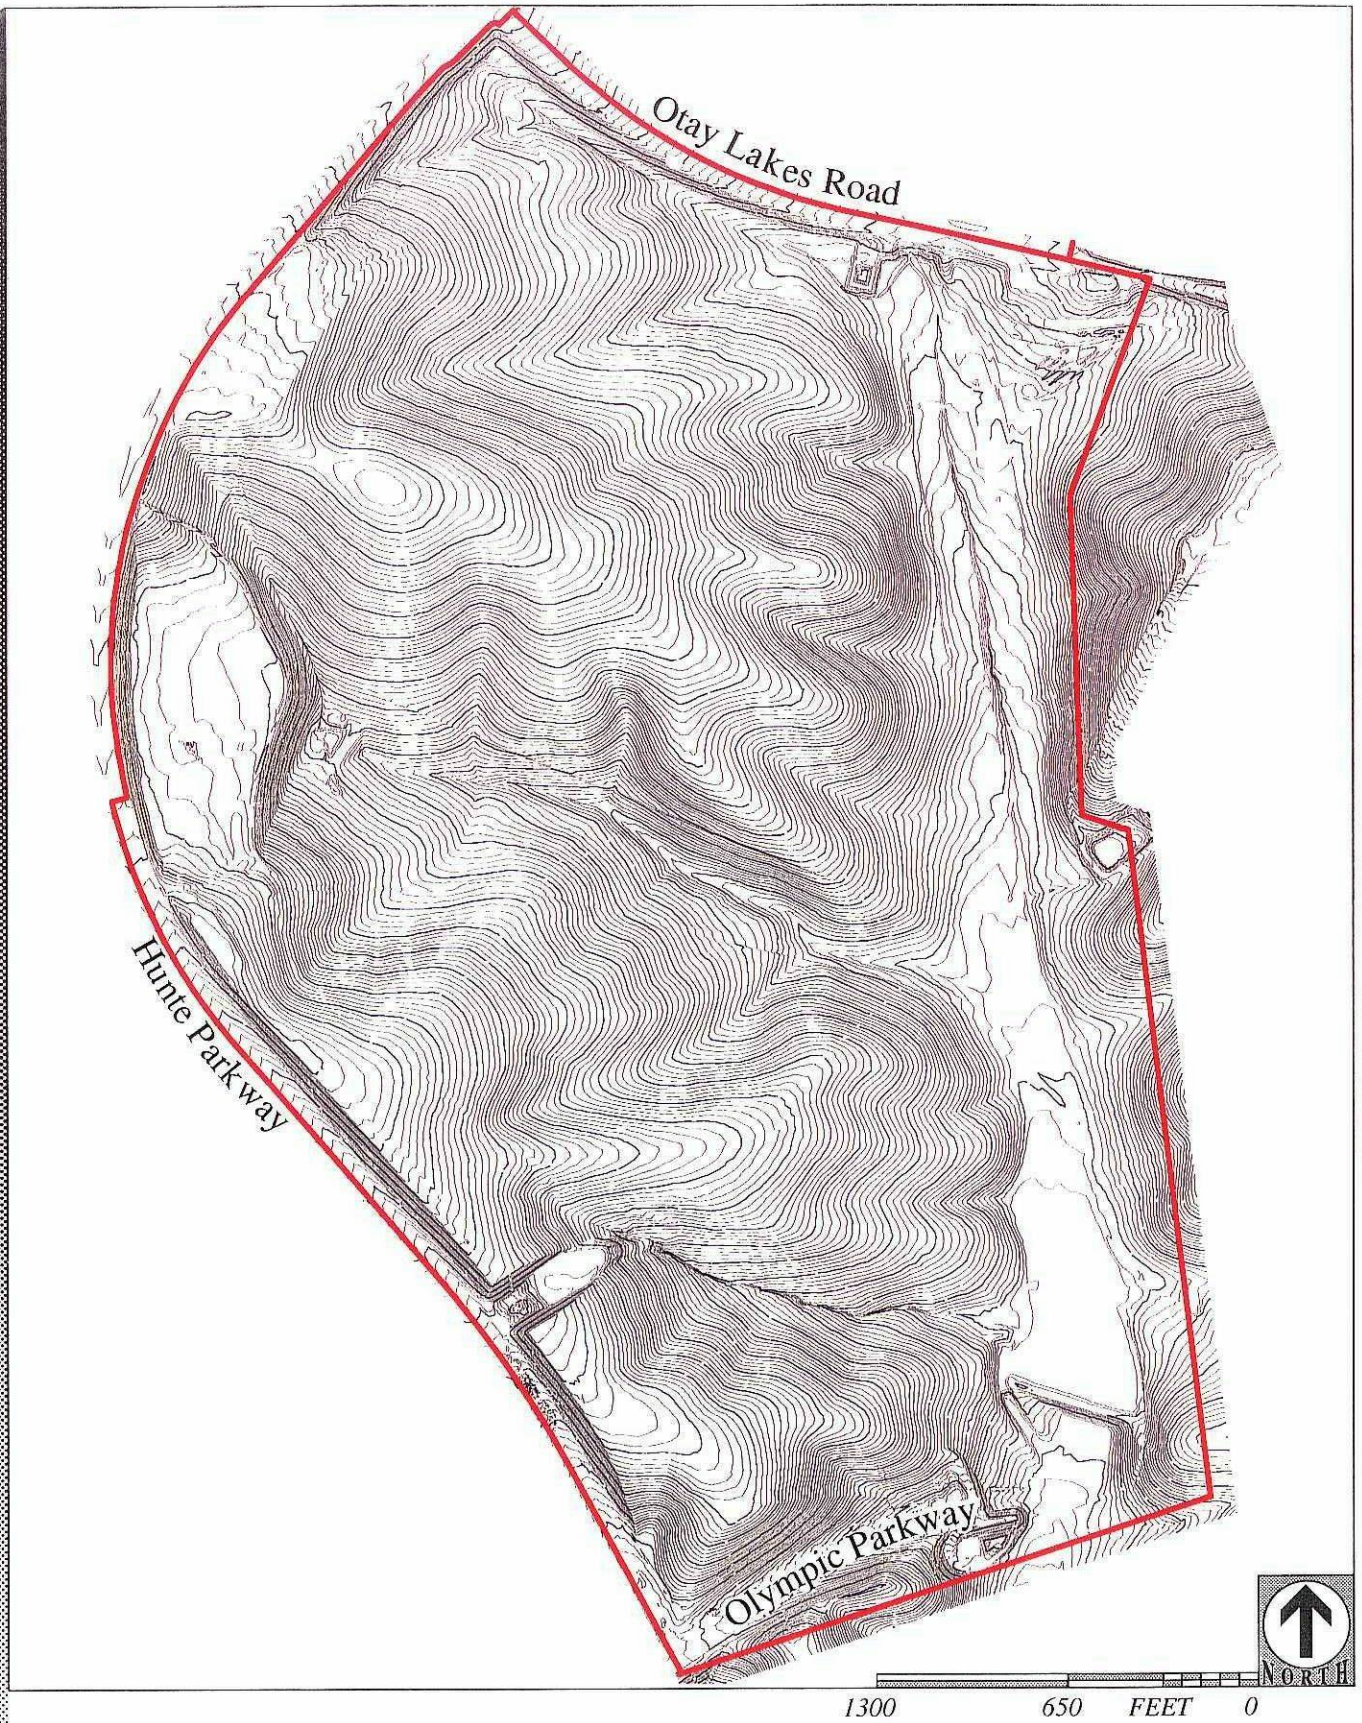 Otay Lakes Road
Hunte Parkway
Olympic Parkway
NORTH
1300 650 FEET 0